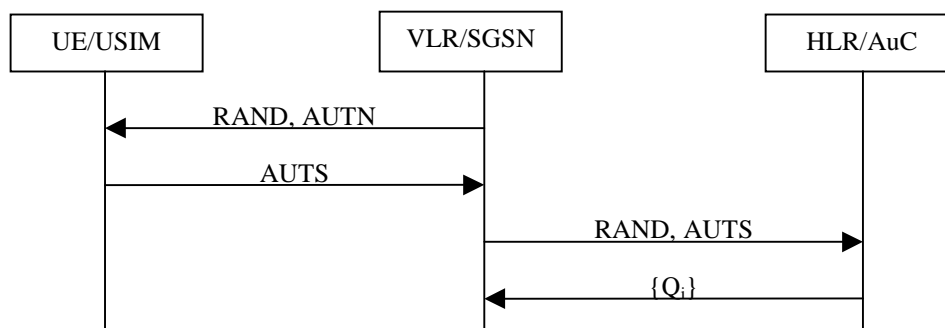 UE/USIM
VLR/SGSN
HLR/AuC
RAND, AUTN
AUTS
RAND, AUTS
{Qᵢ}